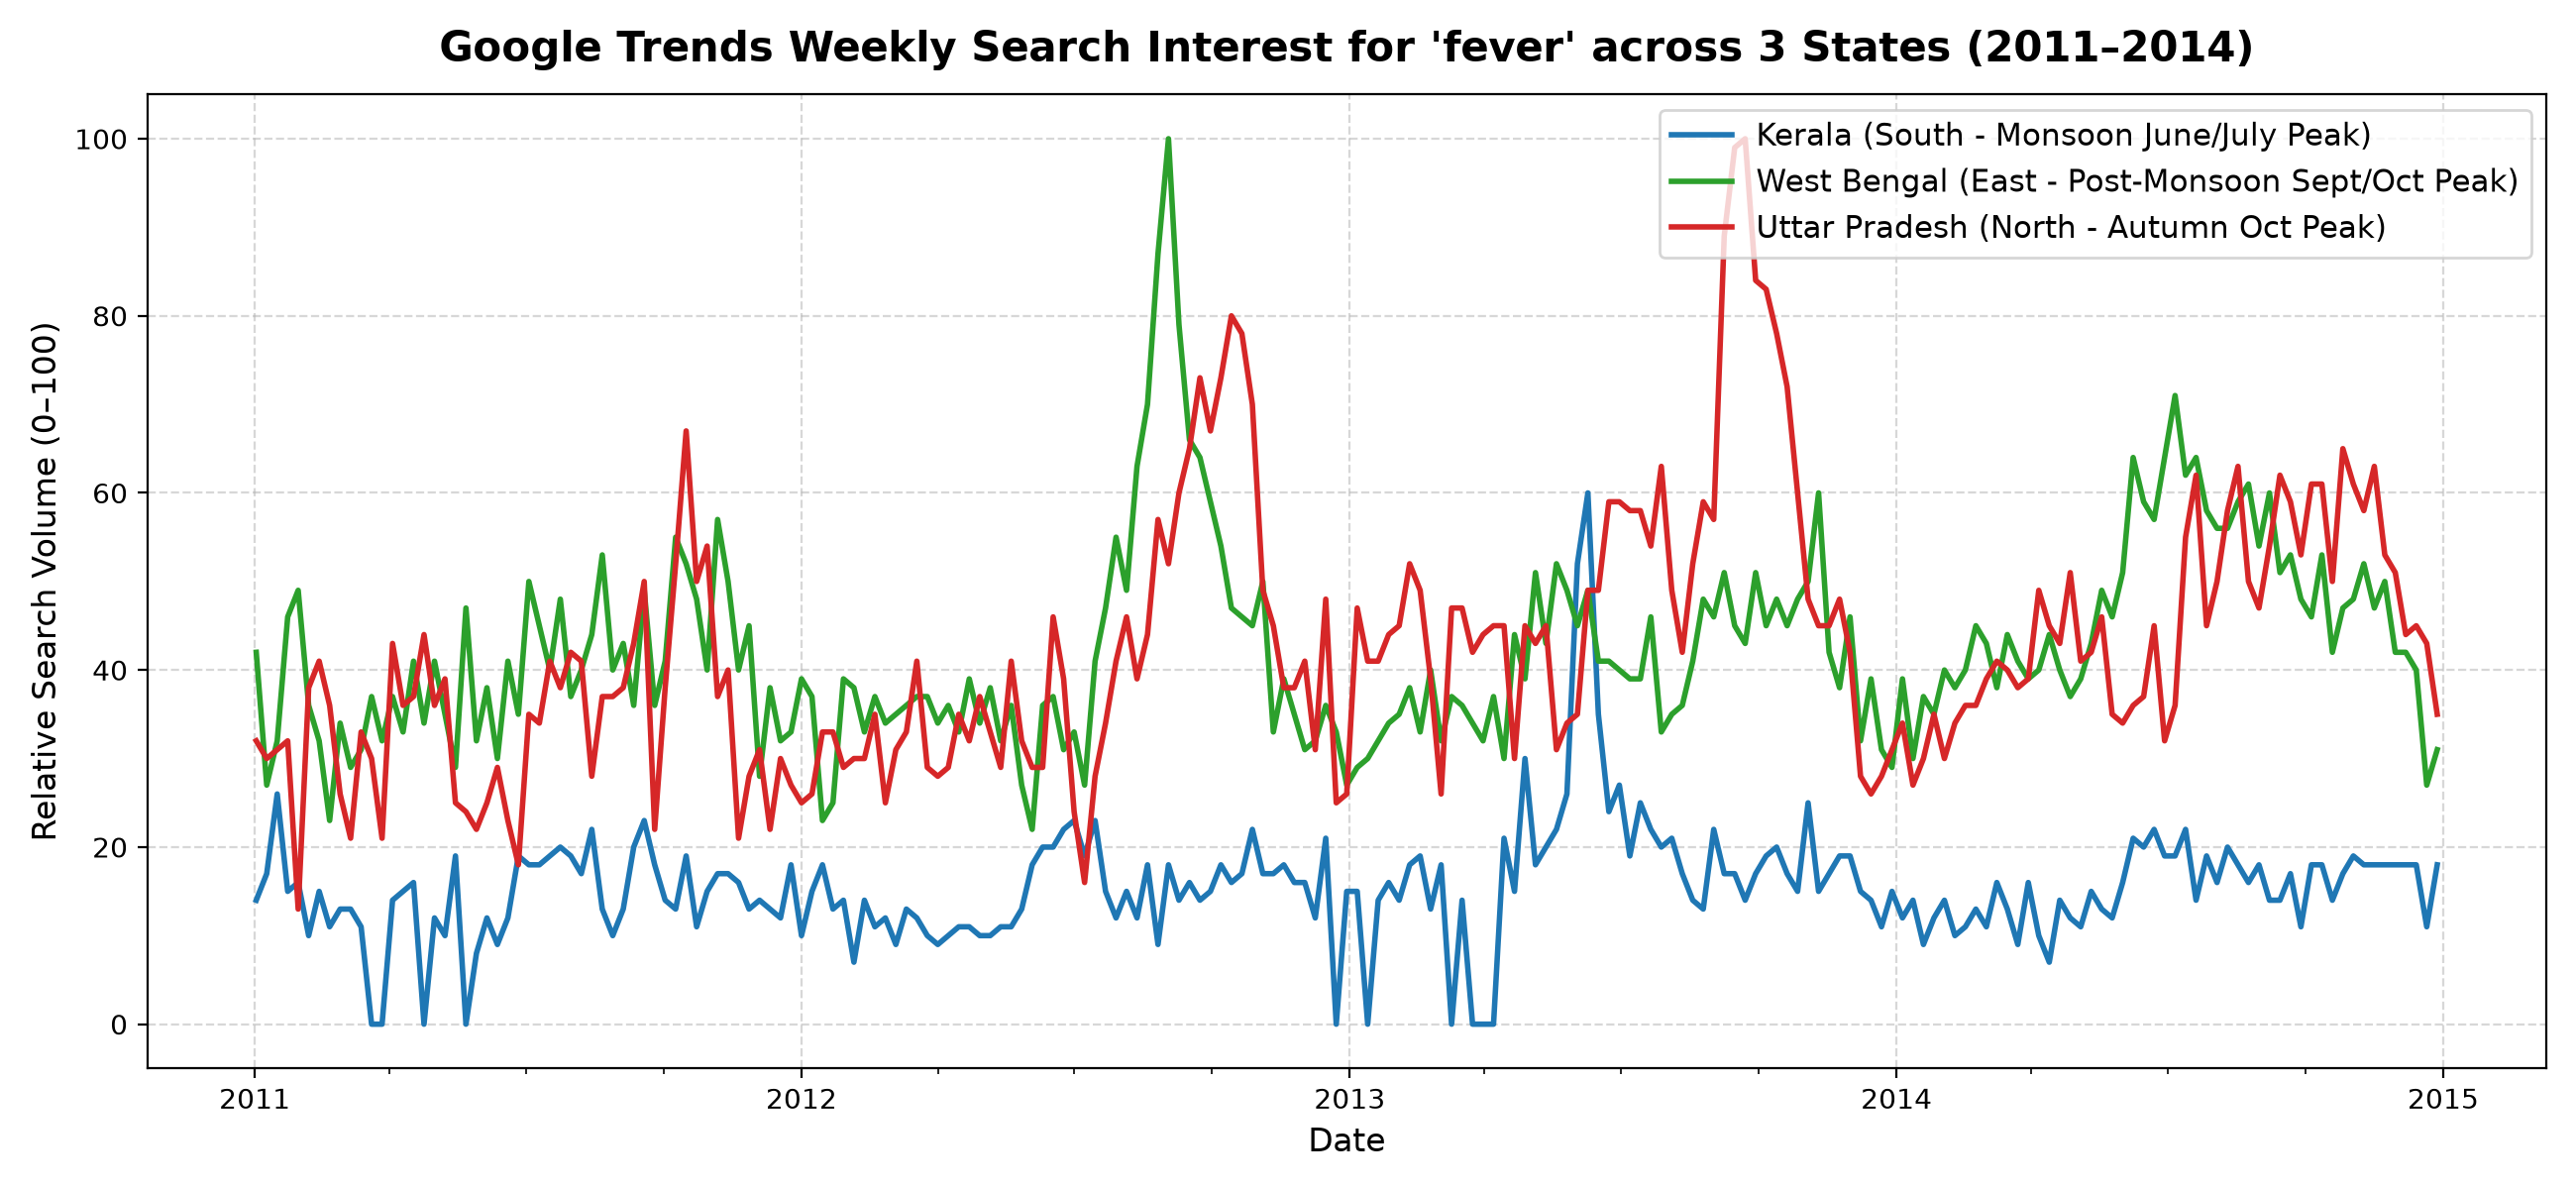 Google Trends Weekly Search Interest for 'fever' across 3 States (2011–2014)
Kerala (South - Monsoon June/July Peak)
West Bengal (East - Post-Monsoon Sept/Oct Peak)
Uttar Pradesh (North - Autumn Oct Peak)
Relative Search Volume (0–100)
100
80
60
40
20
0
2011
2012
2013
2014
2015
Date